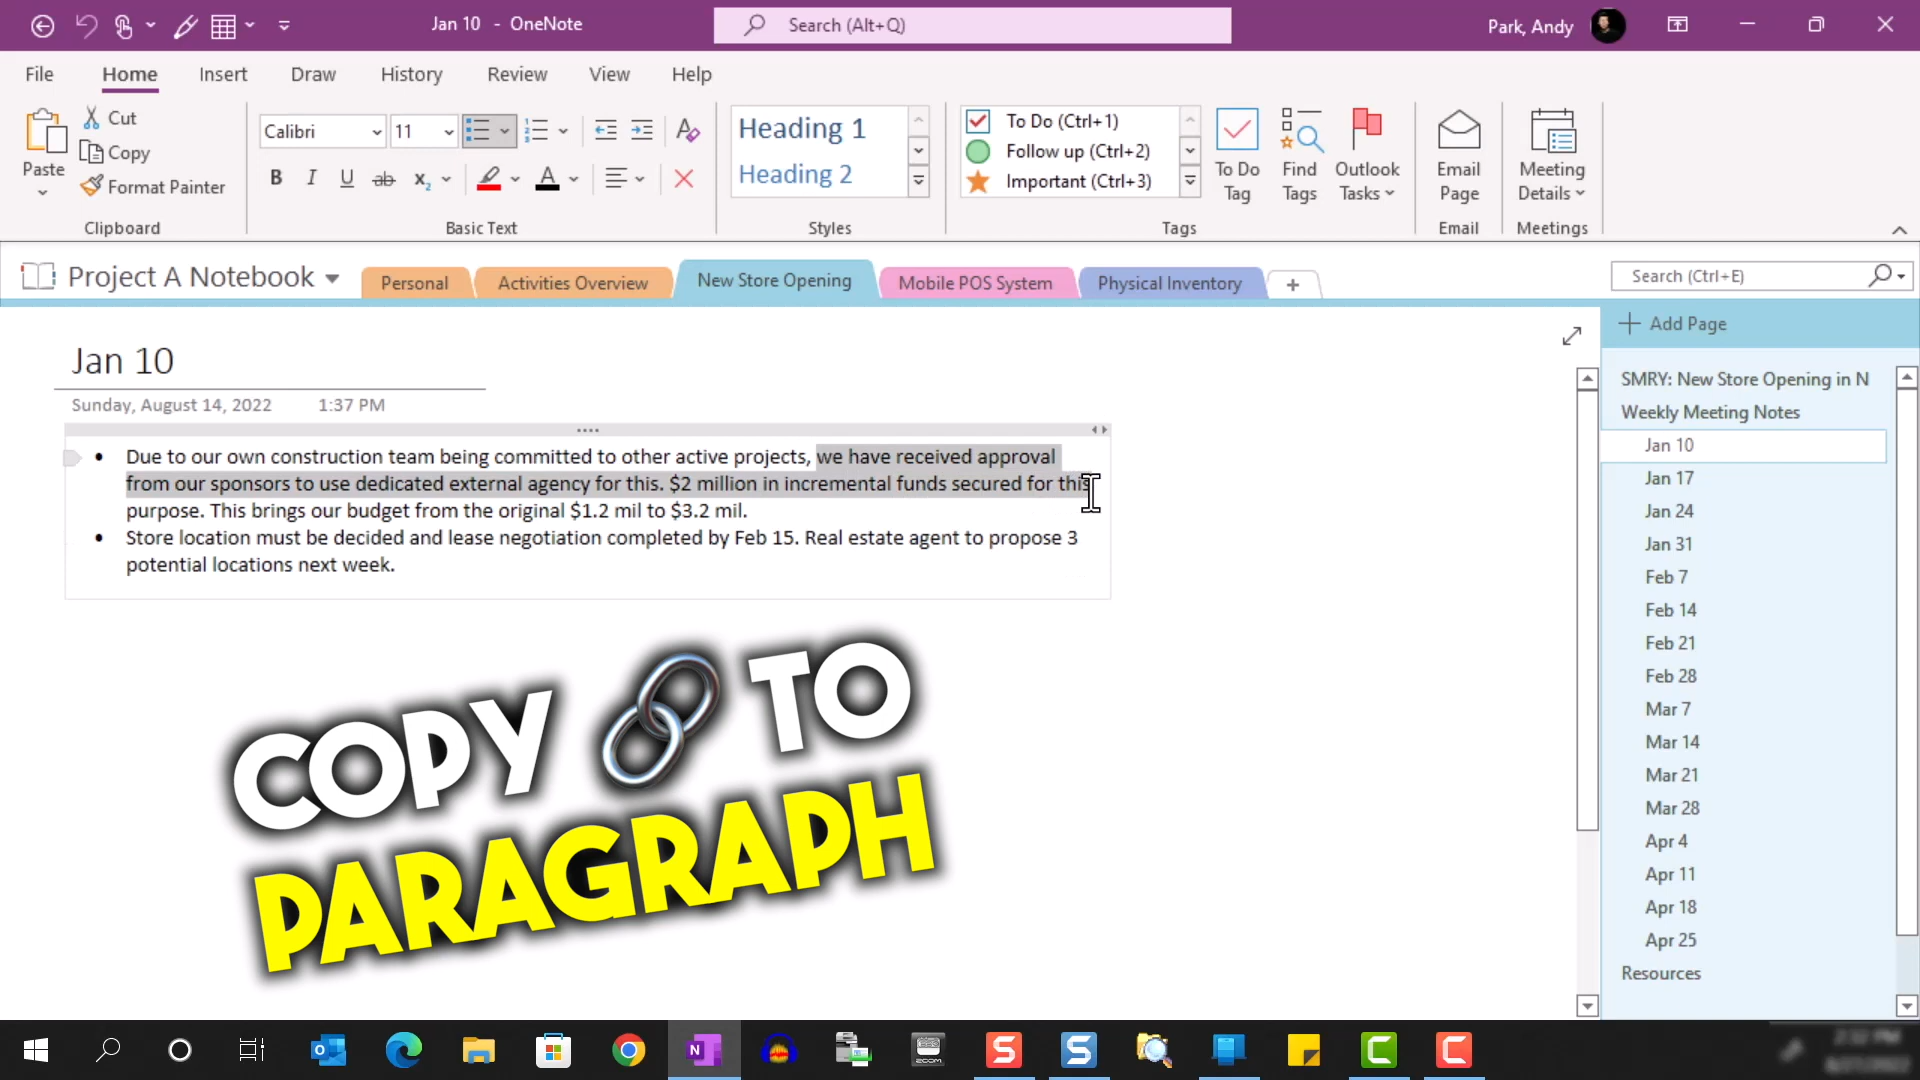 Jan 10 - OneNote
Search (Alt+Q)
Park, Andy
File Home Insert Draw History Review View Help
Paste
Cut
Copy
Format Painter
Clipboard
Calibri 11
B I U ab x₂ A
Basic Text
Heading 1
Heading 2
Styles
To Do (Ctrl+1)
Follow up (Ctrl+2)
Important (Ctrl+3)
To Do Tag
Find Tags
Outlook Tasks
Tags
Email Page
Email
Meeting Details
Meetings
Project A Notebook
Personal Activities Overview New Store Opening Mobile POS System Physical Inventory +
Search (Ctrl+E)
Jan 10
Sunday, August 14, 2022 1:37 PM
• Due to our own construction team being committed to other active projects, we have received approval
from our sponsors to use dedicated external agency for this. $2 million in incremental funds secured for this
purpose. This brings our budget from the original $1.2 mil to $3.2 mil.
• Store location must be decided and lease negotiation completed by Feb 15. Real estate agent to propose 3
potential locations next week.
COPY 🔗 TO
PARAGRAPH
Add Page
SMRY: New Store Opening in N
Weekly Meeting Notes
Jan 10
Jan 17
Jan 24
Jan 31
Feb 7
Feb 14
Feb 21
Feb 28
Mar 7
Mar 14
Mar 21
Mar 28
Apr 4
Apr 11
Apr 18
Apr 25
Resources